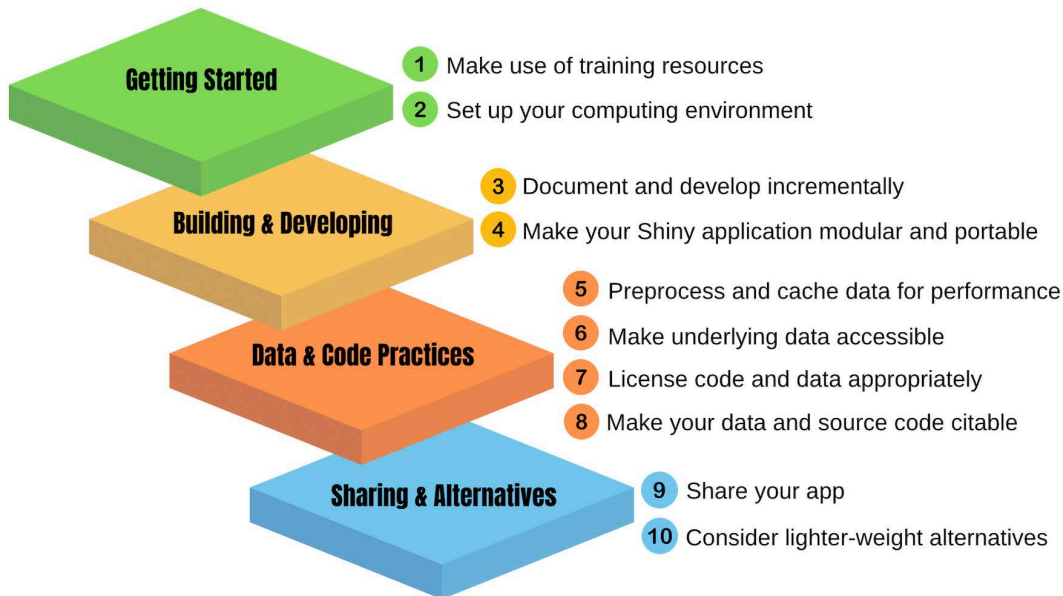 Getting Started
1 Make use of training resources
2 Set up your computing environment
Building & Developing
3 Document and develop incrementally
4 Make your Shiny application modular and portable
Data & Code Practices
5 Preprocess and cache data for performance
6 Make underlying data accessible
7 License code and data appropriately
8 Make your data and source code citable
Sharing & Alternatives
9 Share your app
10 Consider lighter-weight alternatives